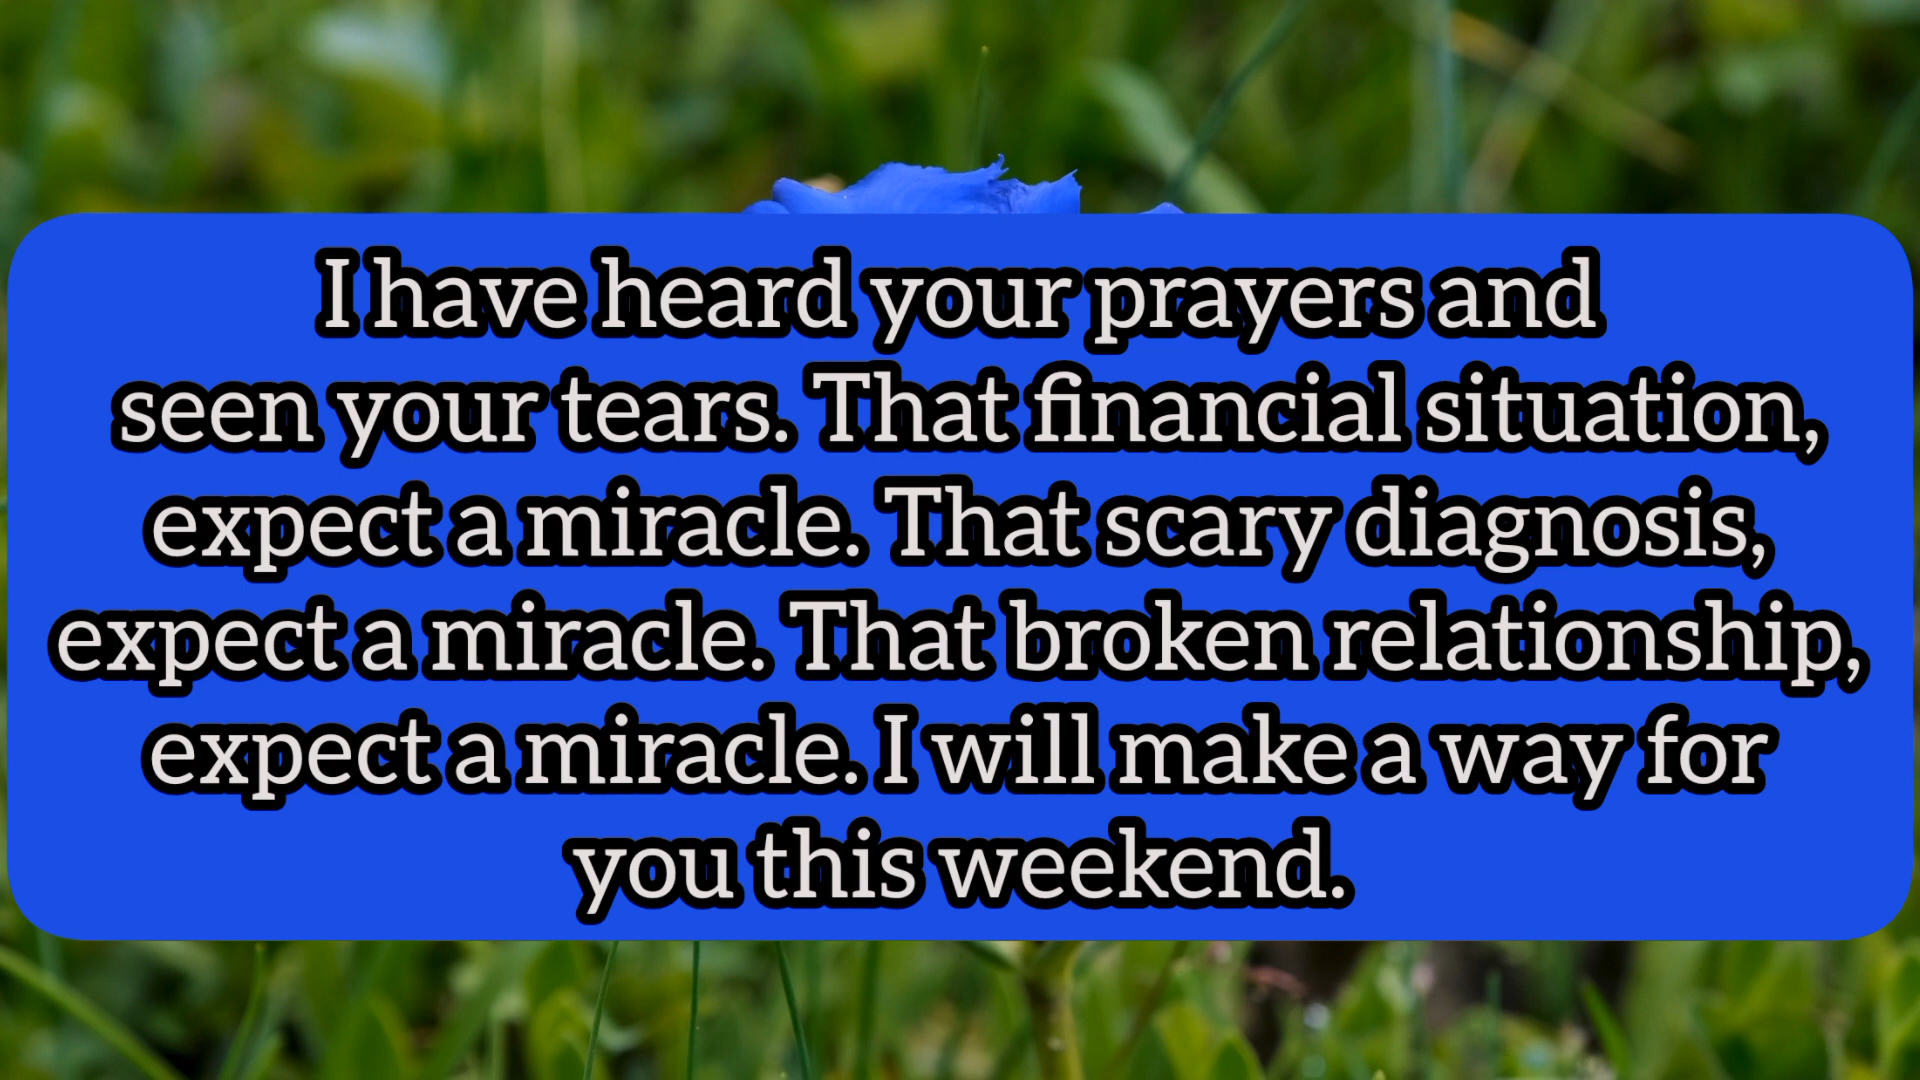 I have heard your prayers and
seen your tears. That financial situation,
expect a miracle. That scary diagnosis,
expect a miracle. That broken relationship,
expect a miracle. I will make a way for
you this weekend.